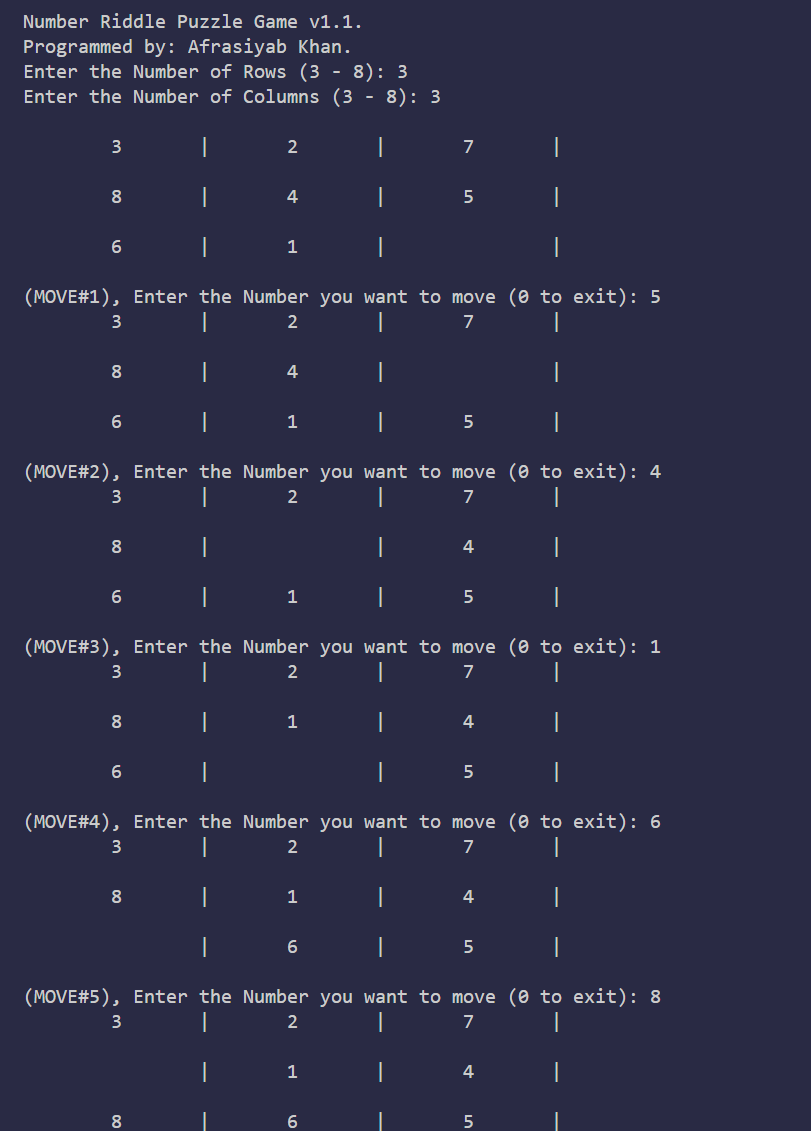 Number Riddle Puzzle Game v1.1.
Programmed by: Afrasiyab Khan.
Enter the Number of Rows (3 - 8): 3
Enter the Number of Columns (3 - 8): 3
3 | 2 | 7 |
8 | 4 | 5 |
6 | 1 | |
(MOVE#1), Enter the Number you want to move (0 to exit): 5
3 | 2 | 7 |
8 | 4 | |
6 | 1 | 5 |
(MOVE#2), Enter the Number you want to move (0 to exit): 4
3 | 2 | 7 |
8 | | 4 |
6 | 1 | 5 |
(MOVE#3), Enter the Number you want to move (0 to exit): 1
3 | 2 | 7 |
8 | 1 | 4 |
6 | | 5 |
(MOVE#4), Enter the Number you want to move (0 to exit): 6
3 | 2 | 7 |
8 | 1 | 4 |
| 6 | 5 |
(MOVE#5), Enter the Number you want to move (0 to exit): 8
3 | 2 | 7 |
| 1 | 4 |
8 | 6 | 5 |